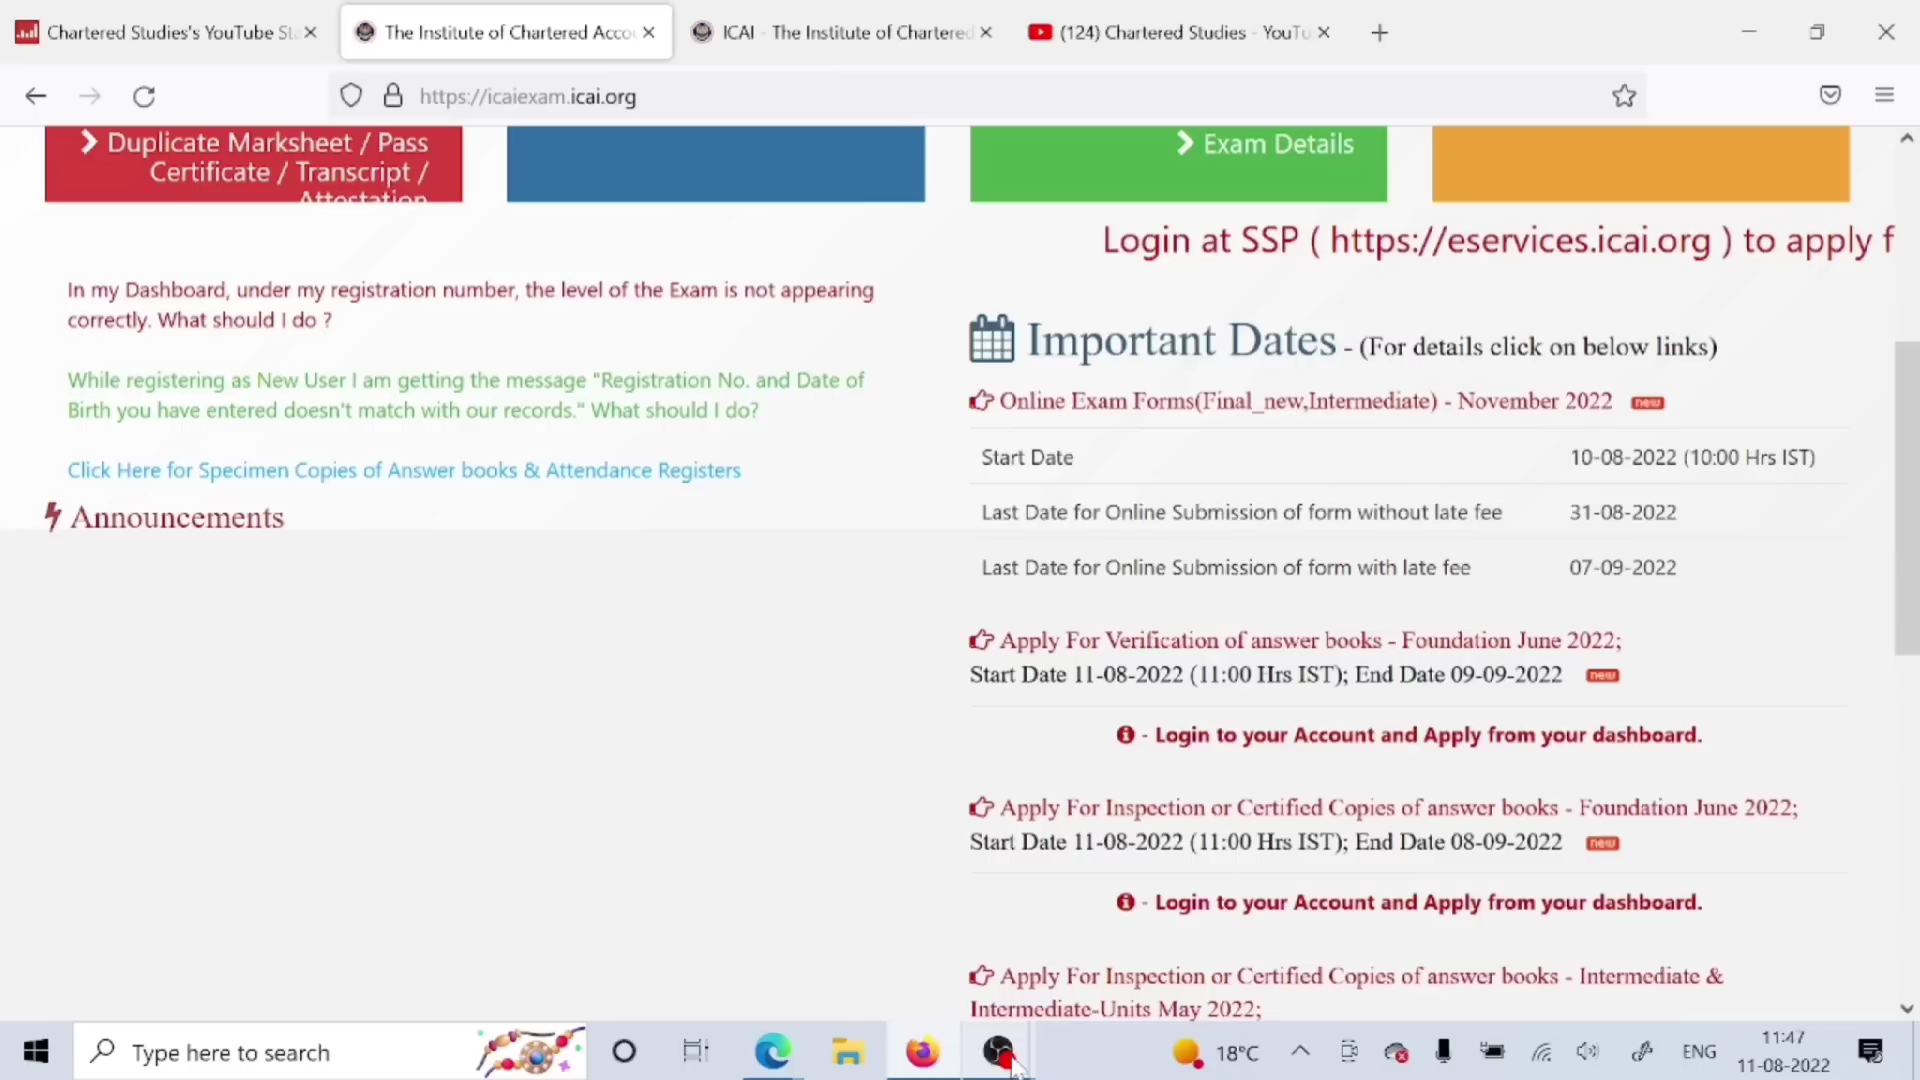 Chartered Studies's YouTube St
The Institute of Chartered Acco
ICAI - The Institute of Chartered
(124) Chartered Studies - YouTu
https://icaiexam.icai.org
Duplicate Marksheet / Pass
Certificate / Transcript /
Attestation
Exam Details
Login at SSP ( https://eservices.icai.org ) to apply f
In my Dashboard, under my registration number, the level of the Exam is not appearing
correctly. What should I do ?
While registering as New User I am getting the message "Registration No. and Date of
Birth you have entered doesn't match with our records." What should I do?
Click Here for Specimen Copies of Answer books & Attendance Registers
Announcements
Important Dates - (For details click on below links)
Online Exam Forms(Final_new,Intermediate) - November 2022 new
Start Date 10-08-2022 (10:00 Hrs IST)
Last Date for Online Submission of form without late fee 31-08-2022
Last Date for Online Submission of form with late fee 07-09-2022
Apply For Verification of answer books - Foundation June 2022;
Start Date 11-08-2022 (11:00 Hrs IST); End Date 09-09-2022 new
- Login to your Account and Apply from your dashboard.
Apply For Inspection or Certified Copies of answer books - Foundation June 2022;
Start Date 11-08-2022 (11:00 Hrs IST); End Date 08-09-2022 new
- Login to your Account and Apply from your dashboard.
Apply For Inspection or Certified Copies of answer books - Intermediate &
Intermediate-Units May 2022;
Type here to search
18°C
ENG
11:47
11-08-2022